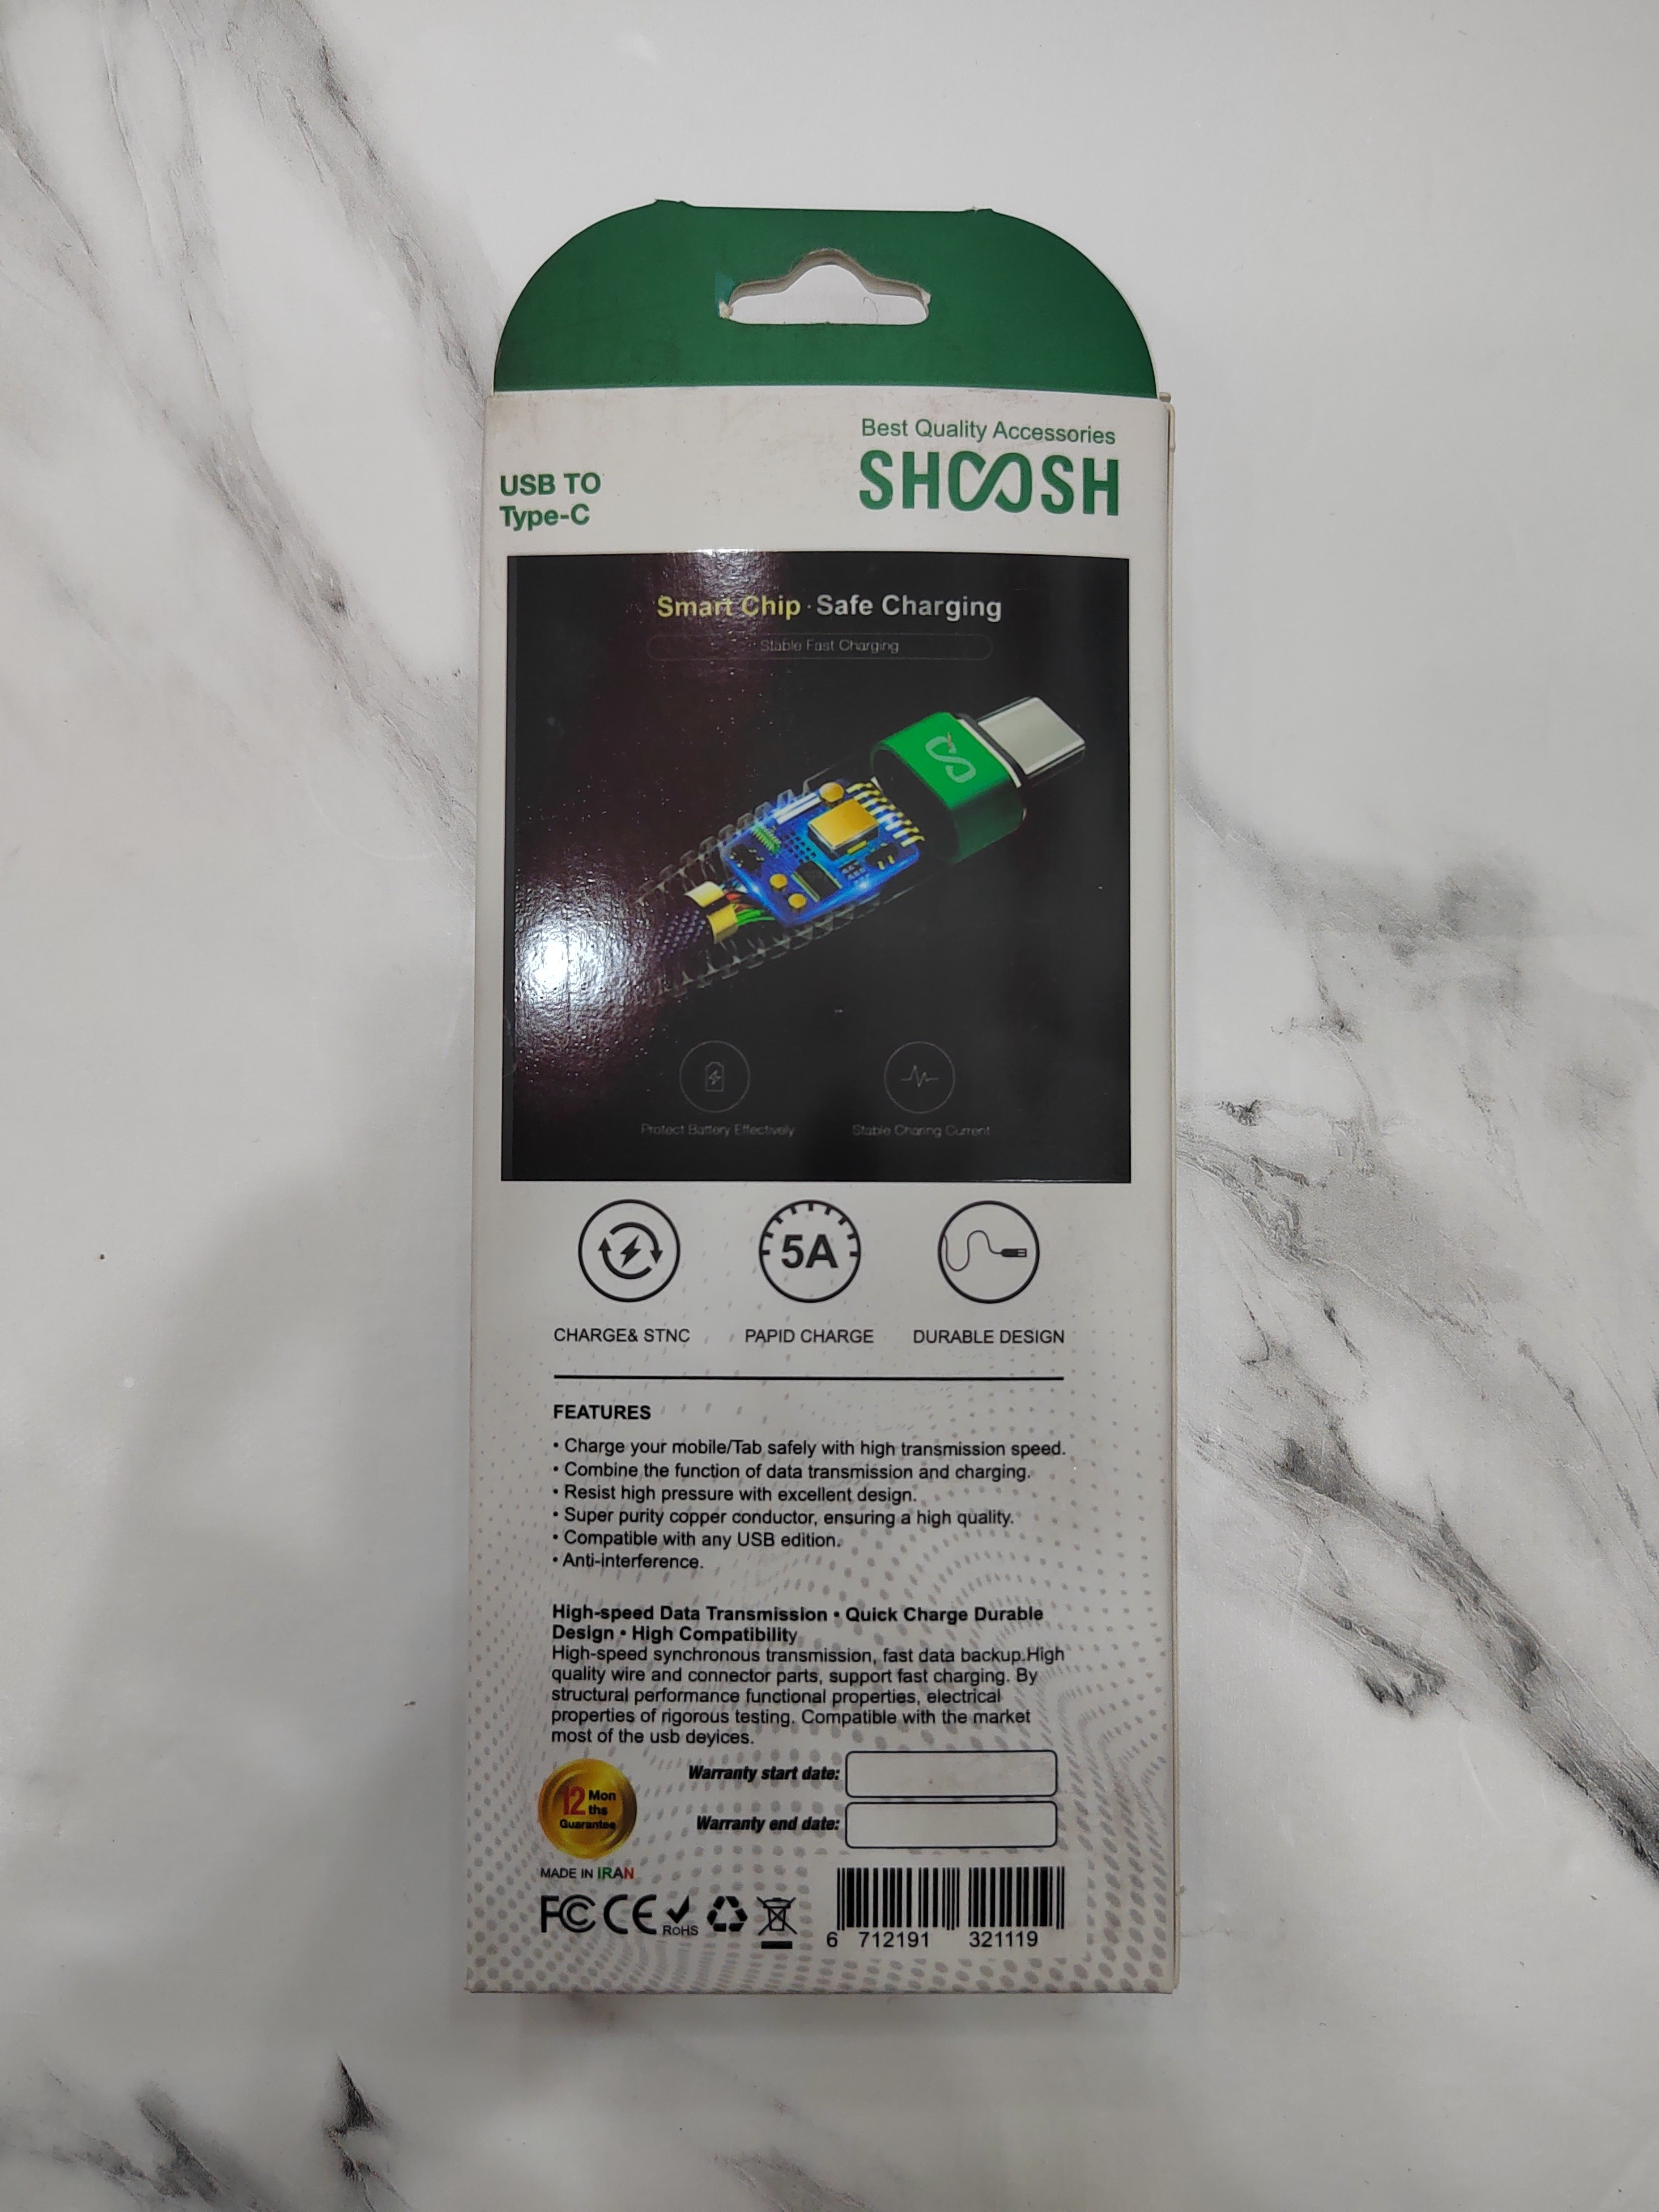 Best Quality Accessories
SHOOSH
USB TO
Type-C
Smart Chip · Safe Charging
Stable Fast Charging
Protect Battery Effectively
Stable Charing Current
5A
CHARGE& STNC
PAPID CHARGE
DURABLE DESIGN
FEATURES
• Charge your mobile/Tab safely with high transmission speed.
• Combine the function of data transmission and charging.
• Resist high pressure with excellent design.
• Super purity copper conductor, ensuring a high quality.
• Compatible with any USB edition.
• Anti-interference.
High-speed Data Transmission • Quick Charge Durable
Design • High Compatibility
High-speed synchronous transmission, fast data backup.High
quality wire and connector parts, support fast charging. By
structural performance functional properties, electrical
properties of rigorous testing. Compatible with the market
most of the usb deyices.
Warranty start date:
Warranty end date:
12 Mon
ths
Guarantee
MADE IN IRAN
FC CE RoHS
6 712191 321119